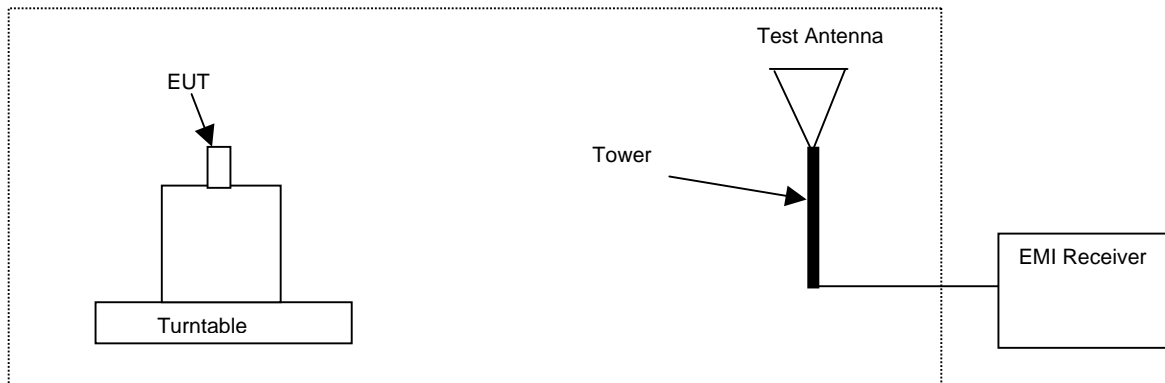 Test Antenna
EUT
Tower
EMI Receiver
Turntable